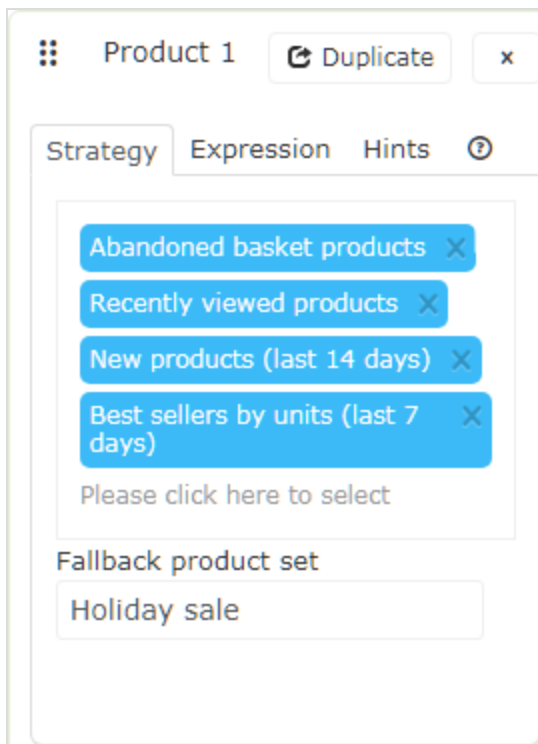 Product 1 Duplicate x
Strategy Expression Hints ?
Abandoned basket products X
Recently viewed products X
New products (last 14 days) X
Best sellers by units (last 7 X
days)
Please click here to select
Fallback product set
Holiday sale